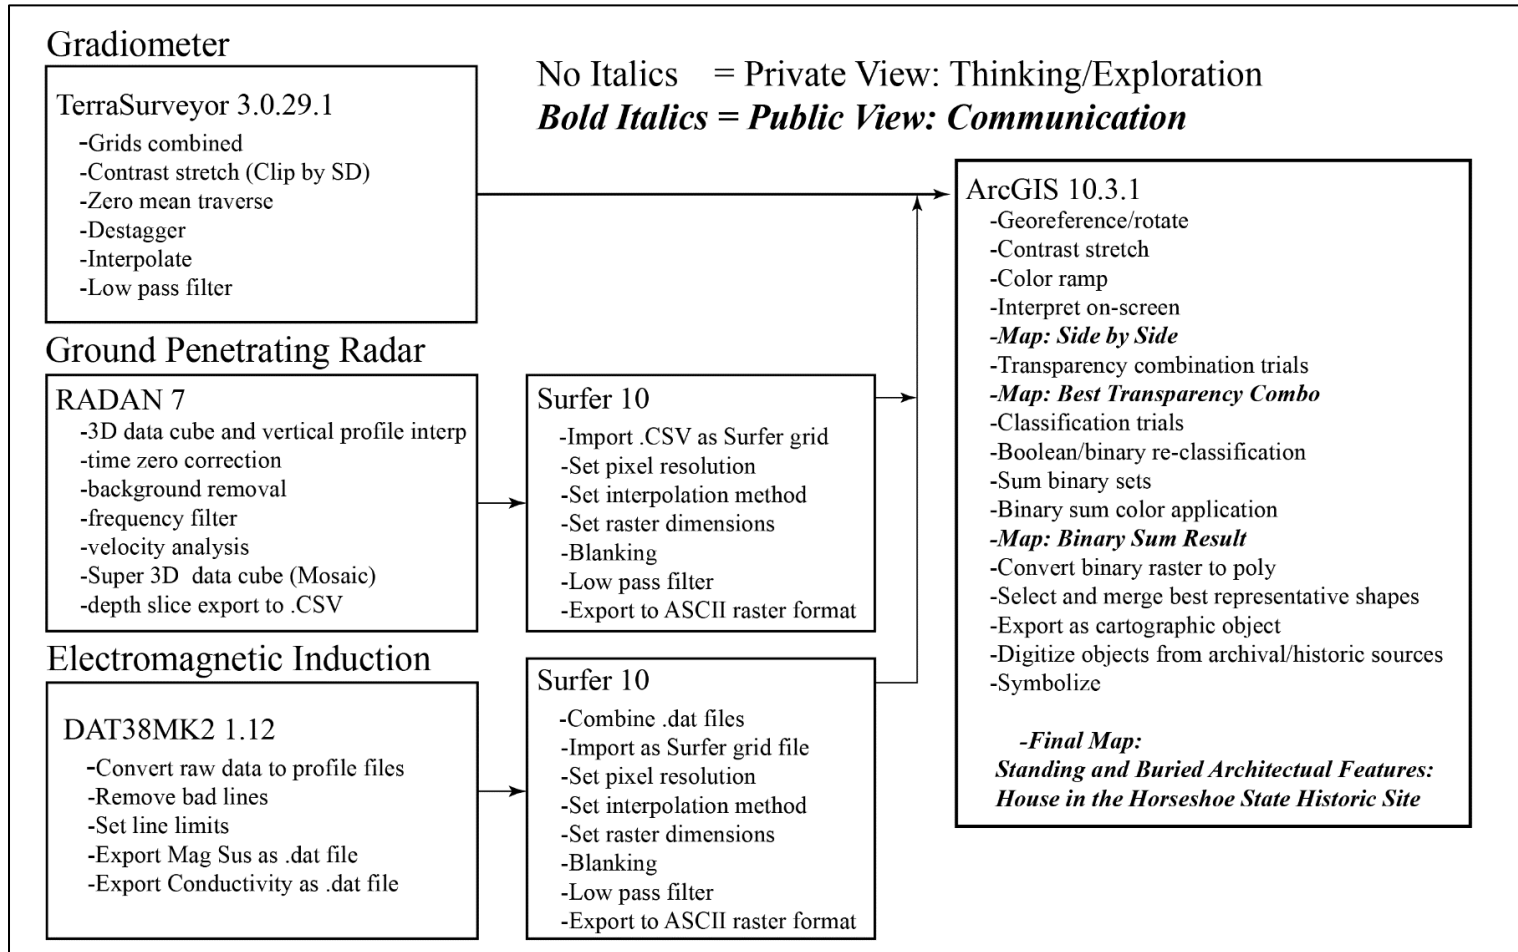 Gradiometer
TerraSurveyor 3.0.29.1
-Grids combined
-Contrast stretch (Clip by SD)
-Zero mean traverse
-Destagger
-Interpolate
-Low pass filter
No Italics = Private View: Thinking/Exploration
Bold Italics = Public View: Communication
Ground Penetrating Radar
RADAN 7
-3D data cube and vertical profile interp
-time zero correction
-background removal
-frequency filter
-velocity analysis
-Super 3D data cube (Mosaic)
-depth slice export to .CSV
Surfer 10
-Import .CSV as Surfer grid
-Set pixel resolution
-Set interpolation method
-Set raster dimensions
-Blanking
-Low pass filter
-Export to ASCII raster format
Electromagnetic Induction
DAT38MK2 1.12
-Convert raw data to profile files
-Remove bad lines
-Set line limits
-Export Mag Sus as .dat file
-Export Conductivity as .dat file
Surfer 10
-Combine .dat files
-Import as Surfer grid file
-Set pixel resolution
-Set interpolation method
-Set raster dimensions
-Blanking
-Low pass filter
-Export to ASCII raster format
ArcGIS 10.3.1
-Georeference/rotate
-Contrast stretch
-Color ramp
-Interpret on-screen
-Map: Side by Side
-Transparency combination trials
-Map: Best Transparency Combo
-Classification trials
-Boolean/binary re-classification
-Sum binary sets
-Binary sum color application
-Map: Binary Sum Result
-Convert binary raster to poly
-Select and merge best representative shapes
-Export as cartographic object
-Digitize objects from archival/historic sources
-Symbolize
-Final Map:
Standing and Buried Architectual Features:
House in the Horseshoe State Historic Site